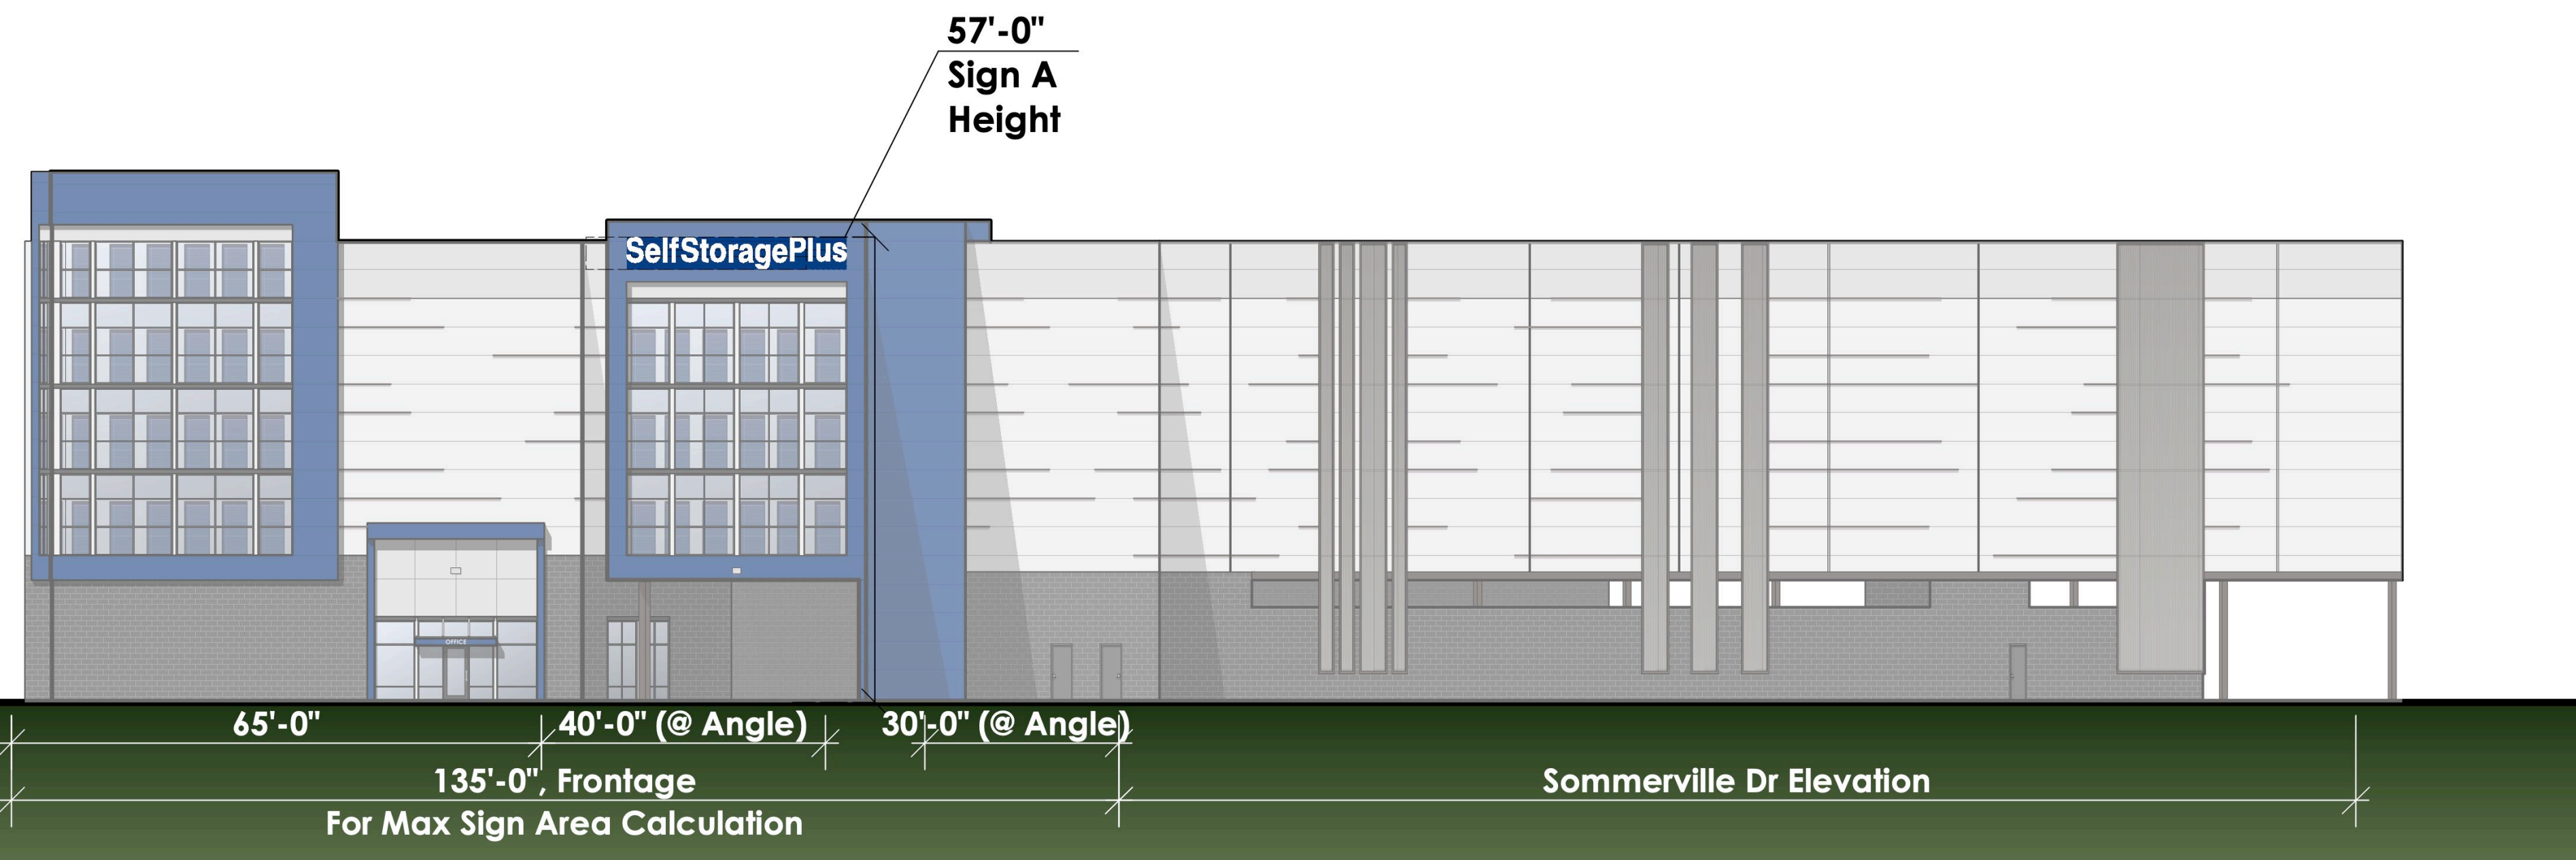 57'-0"
Sign A
Height
SelfStoragePlus
OFFICE
65'-0"
40'-0" (@ Angle)
30'-0" (@ Angle)
135'-0", Frontage
For Max Sign Area Calculation
Sommerville Dr Elevation